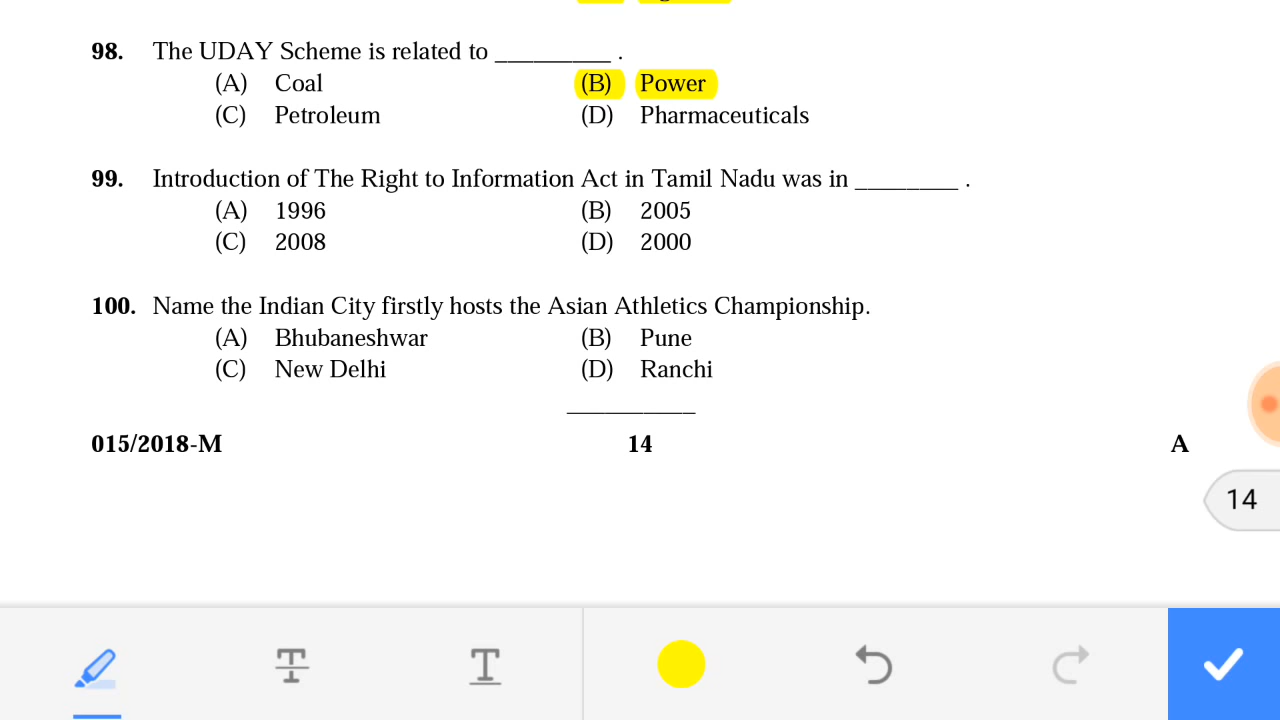 98. The UDAY Scheme is related to _________ .
(A) Coal (B) Power
(C) Petroleum (D) Pharmaceuticals
99. Introduction of The Right to Information Act in Tamil Nadu was in ________ .
(A) 1996 (B) 2005
(C) 2008 (D) 2000
100. Name the Indian City firstly hosts the Asian Athletics Championship.
(A) Bhubaneshwar (B) Pune
(C) New Delhi (D) Ranchi
015/2018-M 14 A
14